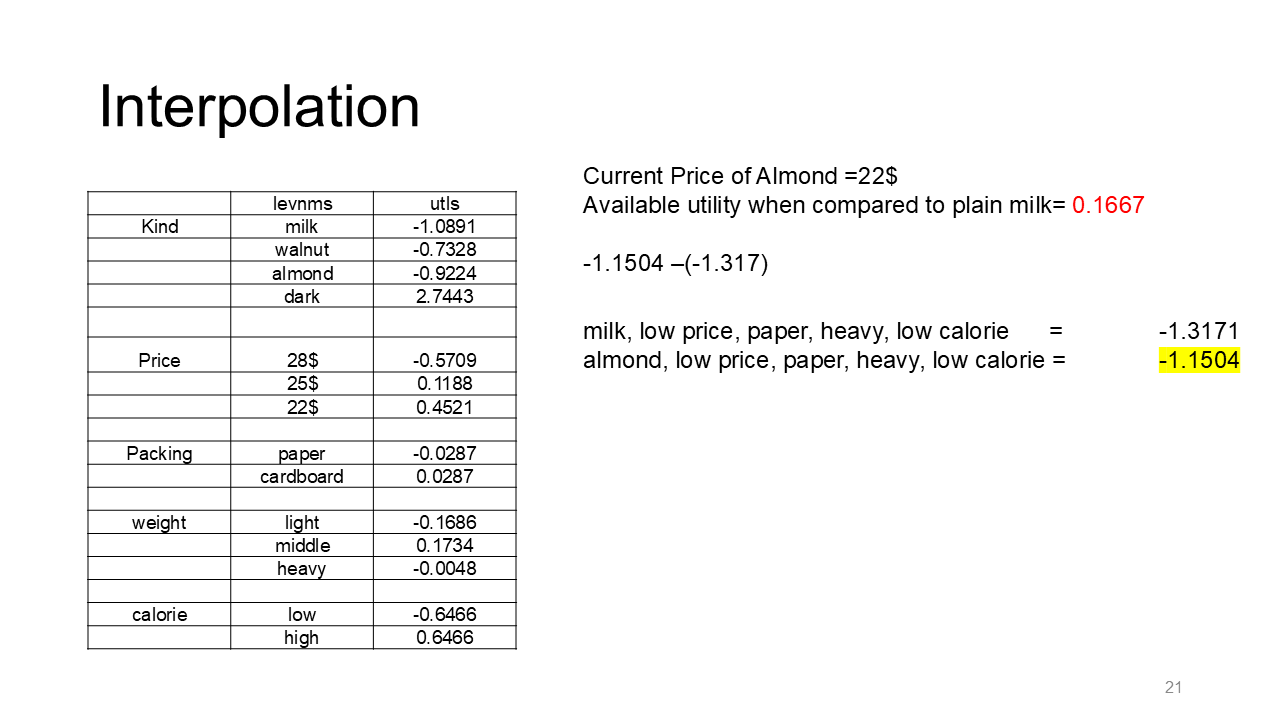 Interpolation
levnms utls
Kind milk -1.0891
walnut -0.7328
almond -0.9224
dark 2.7443
Price 28$ -0.5709
25$ 0.1188
22$ 0.4521
Packing paper -0.0287
cardboard 0.0287
weight light -0.1686
middle 0.1734
heavy -0.0048
calorie low -0.6466
high 0.6466
Current Price of Almond =22$
Available utility when compared to plain milk= 0.1667
-1.1504 –(-1.317)
milk, low price, paper, heavy, low calorie = -1.3171
almond, low price, paper, heavy, low calorie = -1.1504
21